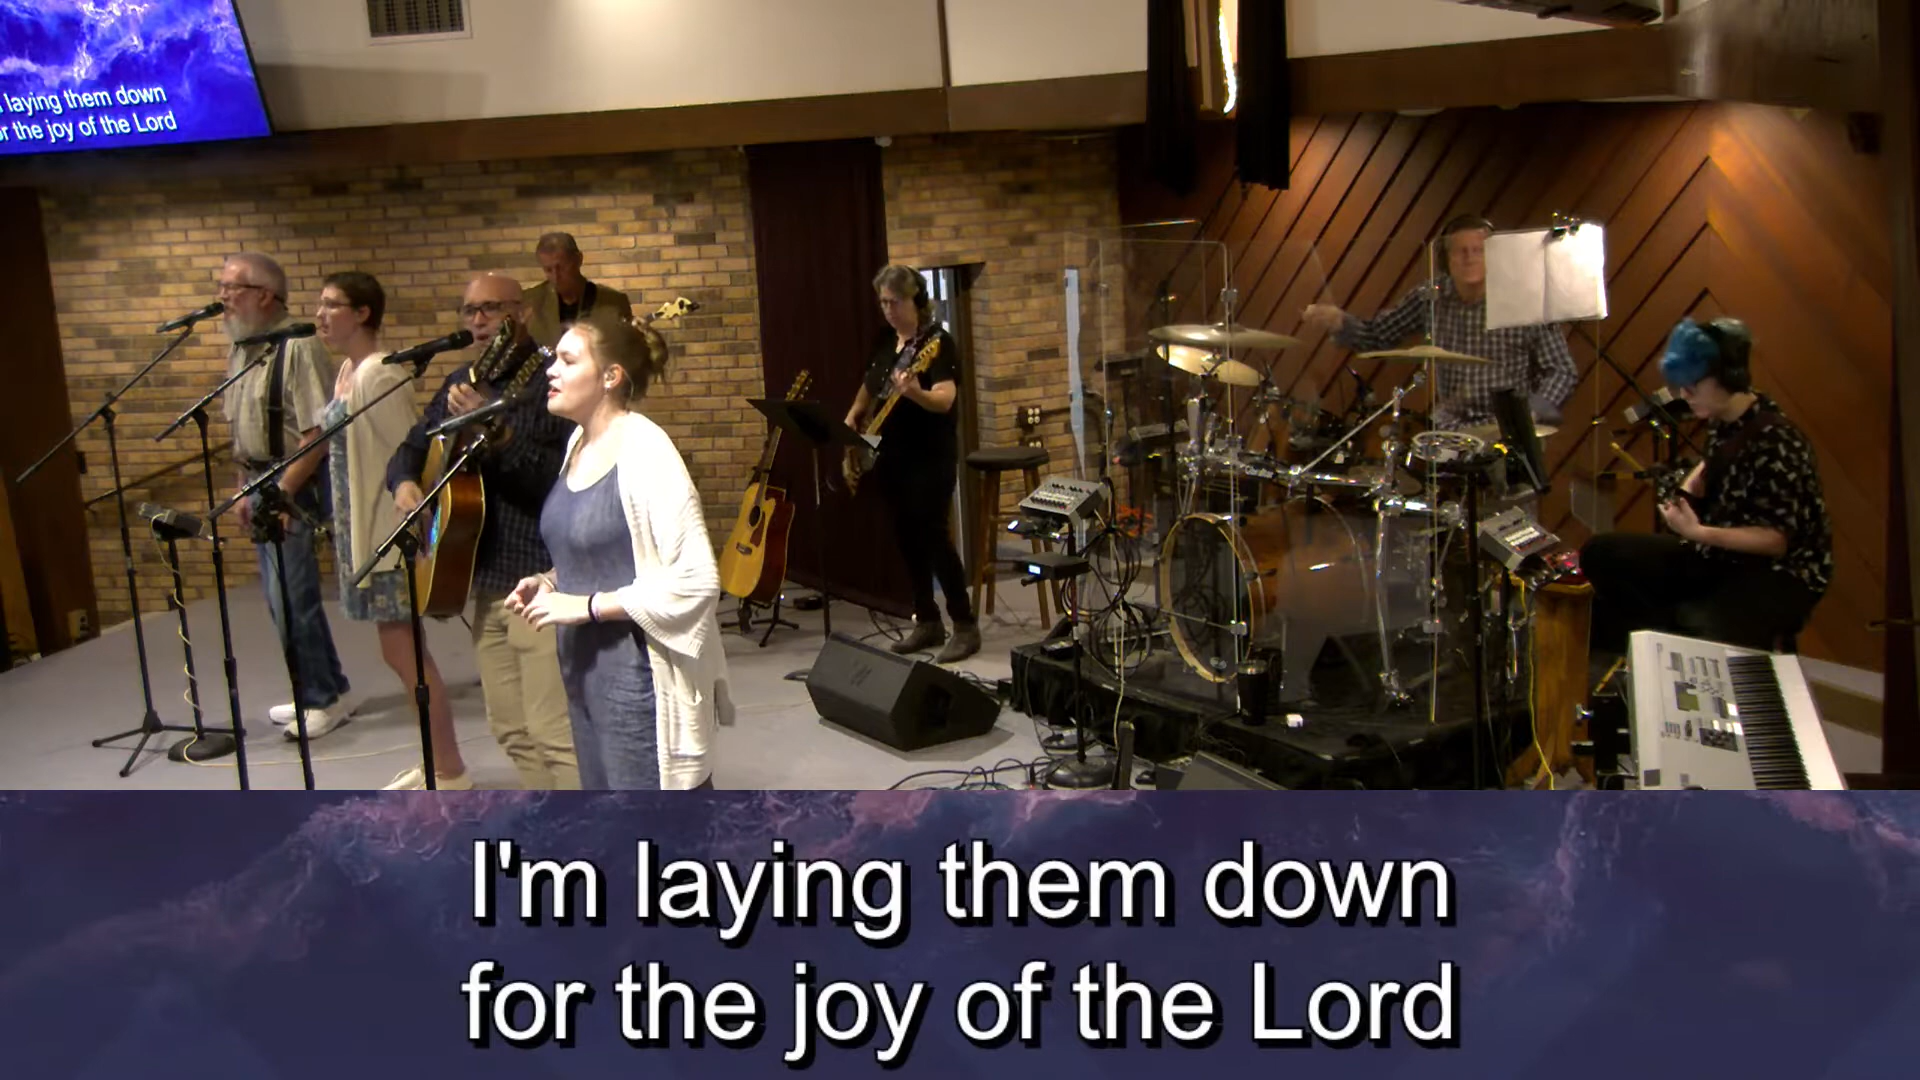 laying them down
for the joy of the Lord
I'm laying them down
for the joy of the Lord